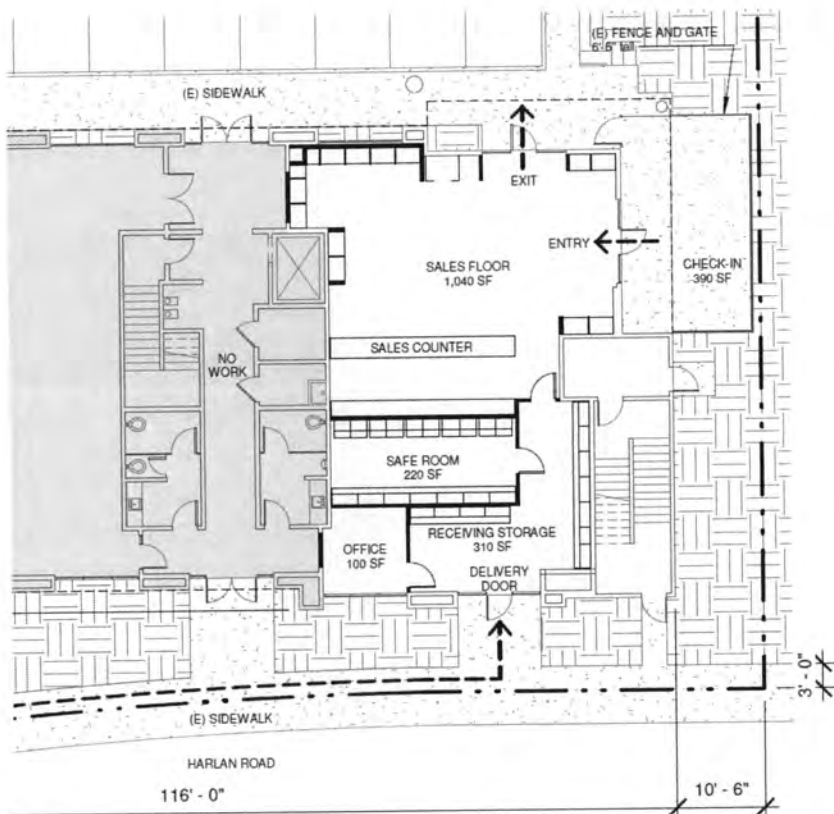 (E) FENCE AND GATE
6'-6" tall
(E) SIDEWALK
EXIT
ENTRY
SALES FLOOR
1,040 SF
CHECK-IN
390 SF
SALES COUNTER
NO
WORK
SAFE ROOM
220 SF
RECEIVING STORAGE
310 SF
OFFICE
100 SF
DELIVERY
DOOR
3' - 0"
(E) SIDEWALK
HARLAN ROAD
116' - 0"
10' - 6"